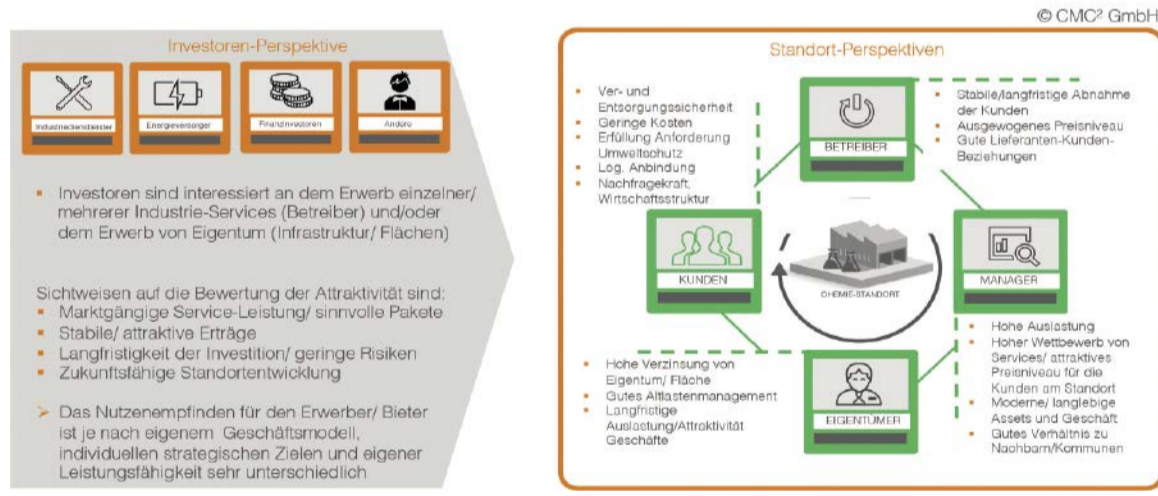 © CMC² GmbH
Investoren-Perspektive
Industriedienstleister
Energieversorger
Finanzinvestoren
Andere
Investoren sind interessiert an dem Erwerb einzelner/
mehrerer Industrie-Services (Betreiber) und/oder
dem Erwerb von Eigentum (Infrastruktur/ Flächen)
Sichtweisen auf die Bewertung der Attraktivität sind:
Marktgängige Service-Leistung/ sinnvolle Pakete
Stabile/ attraktive Erträge
Langfristigkeit der Investition/ geringe Risiken
Zukunftsfähige Standortentwicklung
Das Nutzenempfinden für den Erwerber/ Bieter
ist je nach eigenem Geschäftsmodell,
individuellen strategischen Zielen und eigener
Leistungsfähigkeit sehr unterschiedlich
Standort-Perspektiven
Ver- und
Entsorgungssicherheit
Geringe Kosten
Erfüllung Anforderung
Umweltschutz
Log. Anbindung
Nachfragekraft,
Wirtschaftsstruktur
BETREIBER
Stabile/langfristige Abnahme
der Kunden
Ausgewogenes Preisniveau
Gute Lieferanten-Kunden-
Beziehungen
KUNDEN
CHEMIE-STANDORT
MANAGER
Hohe Verzinsung von
Eigentum/ Fläche
Gutes Altlastenmanagement
Langfristige
Auslastung/Attraktivität
Geschäfte
EIGENTÜMER
Hohe Auslastung
Hoher Wettbewerb von
Services/ attraktives
Preisniveau für die
Kunden am Standort
Moderne/ langlebige
Assets und Geschäft
Gutes Verhältnis zu
Nachbarn/Kommunen